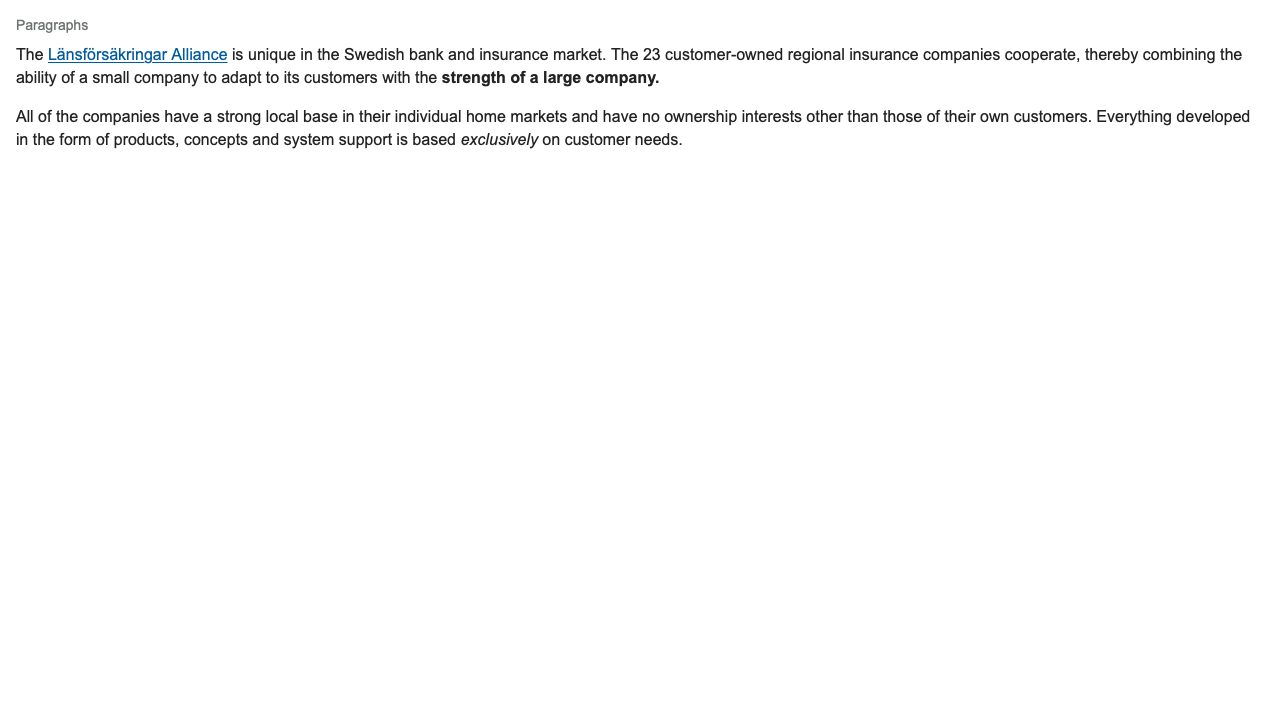 Paragraphs
The Länsförsäkringar Alliance is unique in the Swedish bank and insurance market. The 23 customer-owned regional insurance companies cooperate, thereby combining the
ability of a small company to adapt to its customers with the strength of a large company.
All of the companies have a strong local base in their individual home markets and have no ownership interests other than those of their own customers. Everything developed
in the form of products, concepts and system support is based exclusively on customer needs.